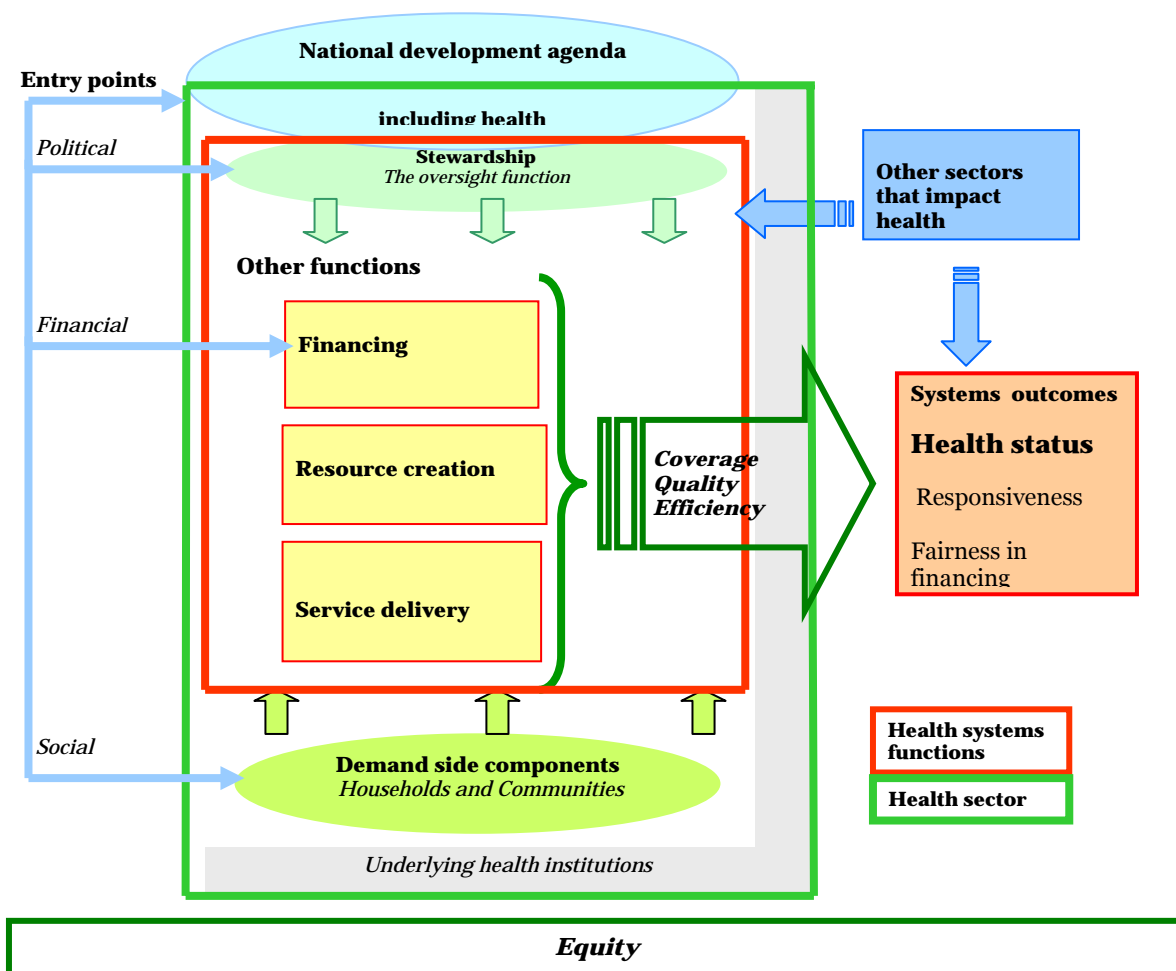 National development agenda
including health
Entry points
Political
Stewardship
The oversight function
Other sectors
that impact
health
Other functions
Financial
Financing
Resource creation
Service delivery
Coverage
Quality
Efficiency
Systems outcomes
Health status
Responsiveness
Fairness in
financing
Social
Demand side components
Households and Communities
Health systems
functions
Health sector
Underlying health institutions
Equity